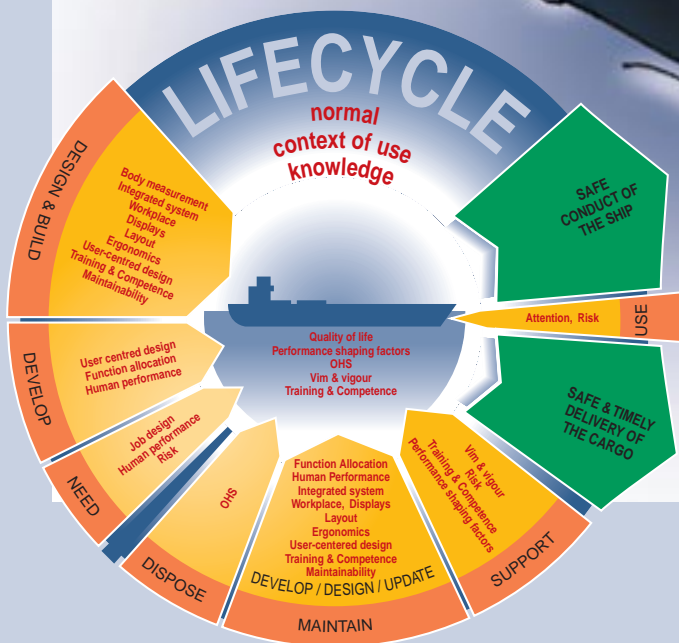 LIFECYCLE
normal
context of use
knowledge
DESIGN & BUILD
Body measurement
Integrated system
Workplace
Displays
Layout
Ergonomics
User-centred design
Training & Competence
Maintainability
SAFE
CONDUCT OF
THE SHIP
USE
Attention, Risk
Quality of life
Performance shaping factors
OHS
Vim & vigour
Training & Competence
DEVELOP
User centred design
Function allocation
Human performance
SAFE & TIMELY
DELIVERY OF
THE CARGO
NEED
Job design
Human performance
Risk
DISPOSE
OHS
Function Allocation
Human Performance
Integrated system
Workplace, Displays
Layout
Ergonomics
User-centered design
Training & Competence
Maintainability
DEVELOP / DESIGN / UPDATE
MAINTAIN
Vim & vigour
Risk
Training & Competence
Performance shaping factors
SUPPORT